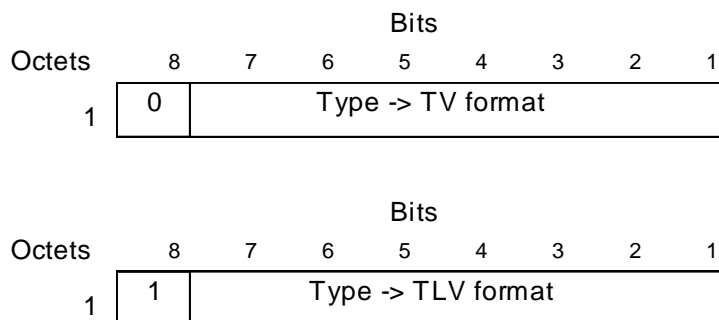 Bits
Octets 8 7 6 5 4 3 2 1
1 0 Type -> TV format
Bits
Octets 8 7 6 5 4 3 2 1
1 1 Type -> TLV format